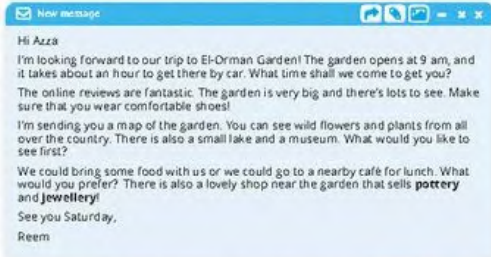 New message
Hi Azza
I'm looking forward to our trip to El-Orman Garden! The garden opens at 9 am, and
it takes about an hour to get there by car. What time shall we come to get you?
The online reviews are fantastic. The garden is very big and there's lots to see. Make
sure that you wear comfortable shoes!
I'm sending you a map of the garden. You can see wild flowers and plants from all
over the country. There is also a small lake and a museum. What would you like to
see first?
We could bring some food with us or we could go to a nearby café for lunch. What
would you prefer? There is also a lovely shop near the garden that sells pottery
and jewellery!
See you Saturday,
Reem